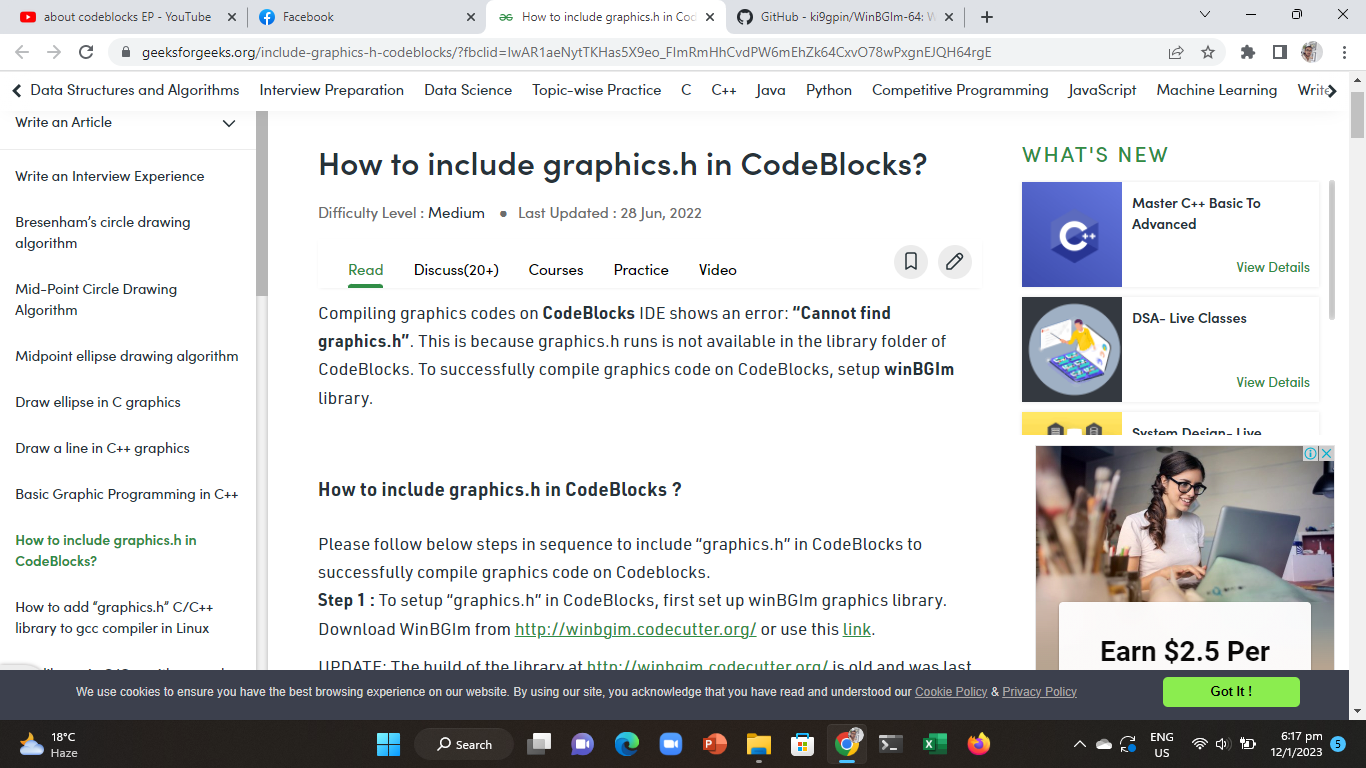 about codeblocks EP - YouTube
Facebook
How to include graphics.h in Cod
GitHub - ki9gpin/WinBGIm-64: W
geeksforgeeks.org/include-graphics-h-codeblocks/?fbclid=IwAR1aeNytTKHas5X9eo_FlmRmHhCvdPW6mEhZk64CxvO78wPxgnEJQH64rgE
Data Structures and Algorithms
Interview Preparation
Data Science
Topic-wise Practice
C
C++
Java
Python
Competitive Programming
JavaScript
Machine Learning
Write
Write an Article
Write an Interview Experience
Bresenham's circle drawing
algorithm
Mid-Point Circle Drawing
Algorithm
Midpoint ellipse drawing algorithm
Draw ellipse in C graphics
Draw a line in C++ graphics
Basic Graphic Programming in C++
How to include graphics.h in
CodeBlocks?
How to add "graphics.h" C/C++
library to gcc compiler in Linux
How to include graphics.h in CodeBlocks?
Difficulty Level : Medium ● Last Updated : 28 Jun, 2022
Read
Discuss(20+)
Courses
Practice
Video
Compiling graphics codes on CodeBlocks IDE shows an error: “Cannot find
graphics.h”. This is because graphics.h runs is not available in the library folder of
CodeBlocks. To successfully compile graphics code on CodeBlocks, setup winBGIm
library.
How to include graphics.h in CodeBlocks ?
Please follow below steps in sequence to include “graphics.h” in CodeBlocks to
successfully compile graphics code on Codeblocks.
Step 1 : To setup “graphics.h” in CodeBlocks, first set up winBGIm graphics library.
Download WinBGIm from http://winbgim.codecutter.org/ or use this link.
UPDATE: The build of the library at http://winbgim.codecutter.org/ is old and was last
WHAT'S NEW
Master C++ Basic To
Advanced
View Details
DSA- Live Classes
View Details
System Design- Live
Earn $2.5 Per
We use cookies to ensure you have the best browsing experience on our website. By using our site, you acknowledge that you have read and understood our Cookie Policy & Privacy Policy
Got It !
18°C
Haze
Search
ENG
US
6:17 pm
12/1/2023
5